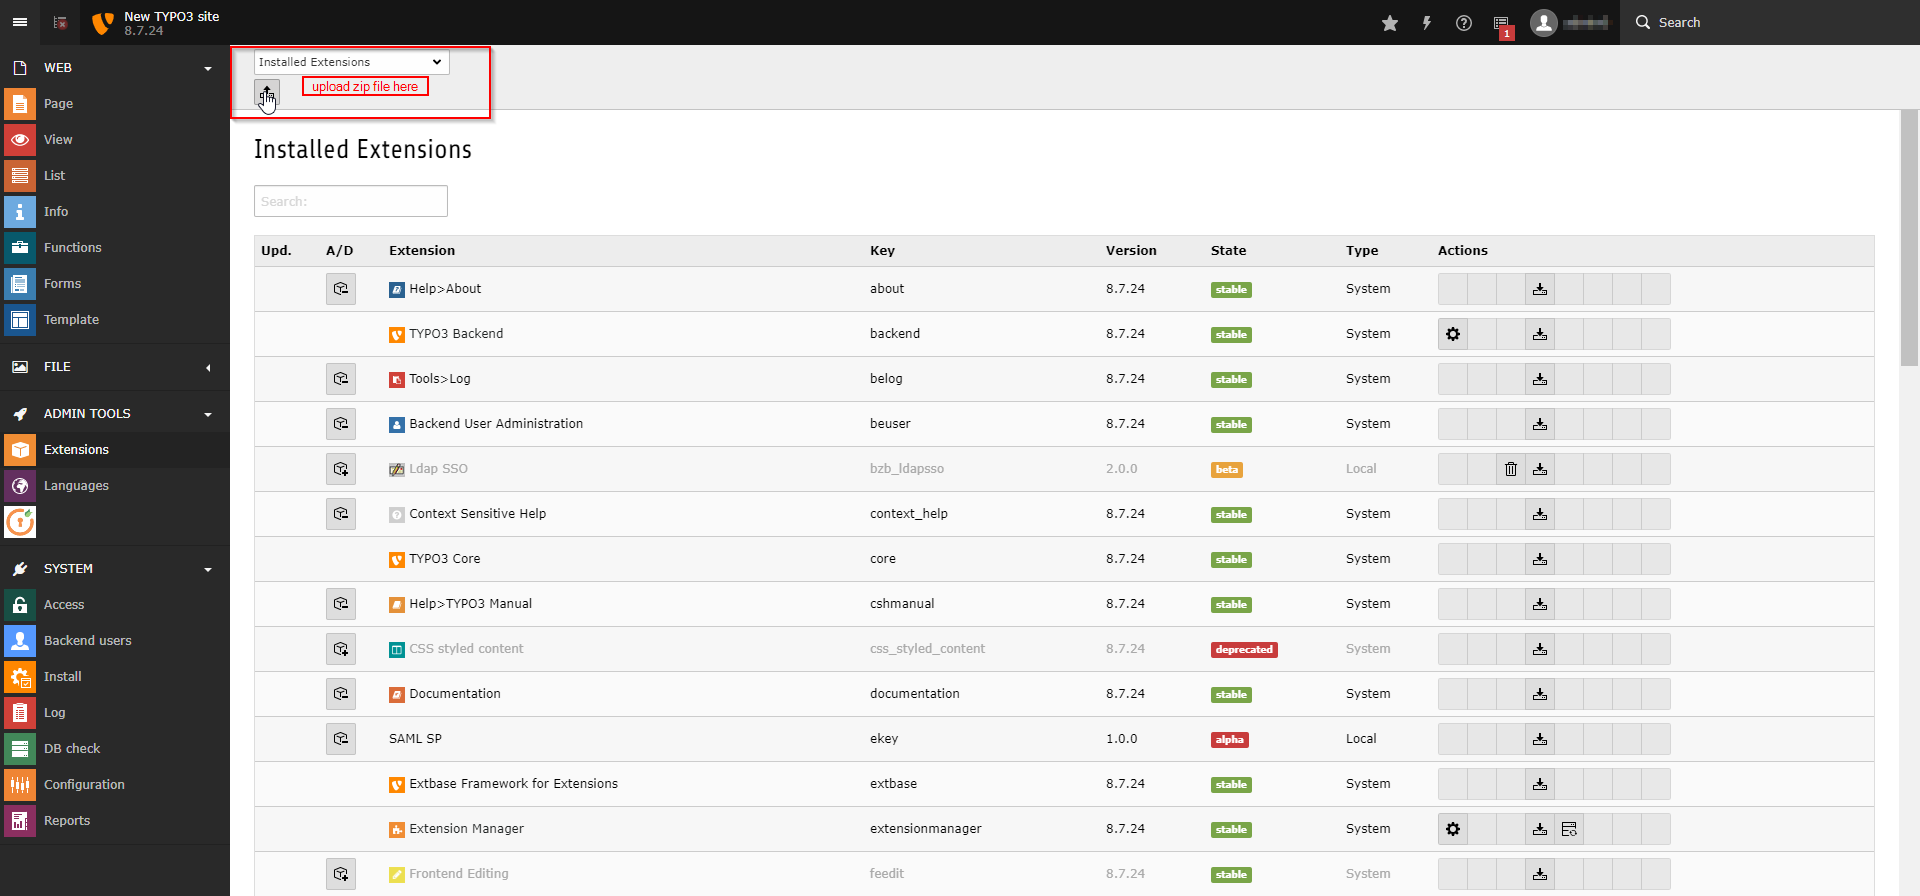 New TYPO3 site
8.7.24
1
Search
WEB
Page
View
List
Info
Functions
Forms
Template
FILE
ADMIN TOOLS
Extensions
Languages
SYSTEM
Access
Backend users
Install
Log
DB check
Configuration
Reports
Installed Extensions
upload zip file here
Installed Extensions
Search:
Upd. A/D Extension Key Version State Type Actions
Help>About about 8.7.24 stable System
TYPO3 Backend backend 8.7.24 stable System
Tools>Log belog 8.7.24 stable System
Backend User Administration beuser 8.7.24 stable System
Ldap SSO bzb_ldapsso 2.0.0 beta Local
Context Sensitive Help context_help 8.7.24 stable System
TYPO3 Core core 8.7.24 stable System
Help>TYPO3 Manual cshmanual 8.7.24 stable System
CSS styled content css_styled_content 8.7.24 deprecated System
Documentation documentation 8.7.24 stable System
SAML SP ekey 1.0.0 alpha Local
Extbase Framework for Extensions extbase 8.7.24 stable System
Extension Manager extensionmanager 8.7.24 stable System
Frontend Editing feedit 8.7.24 stable System